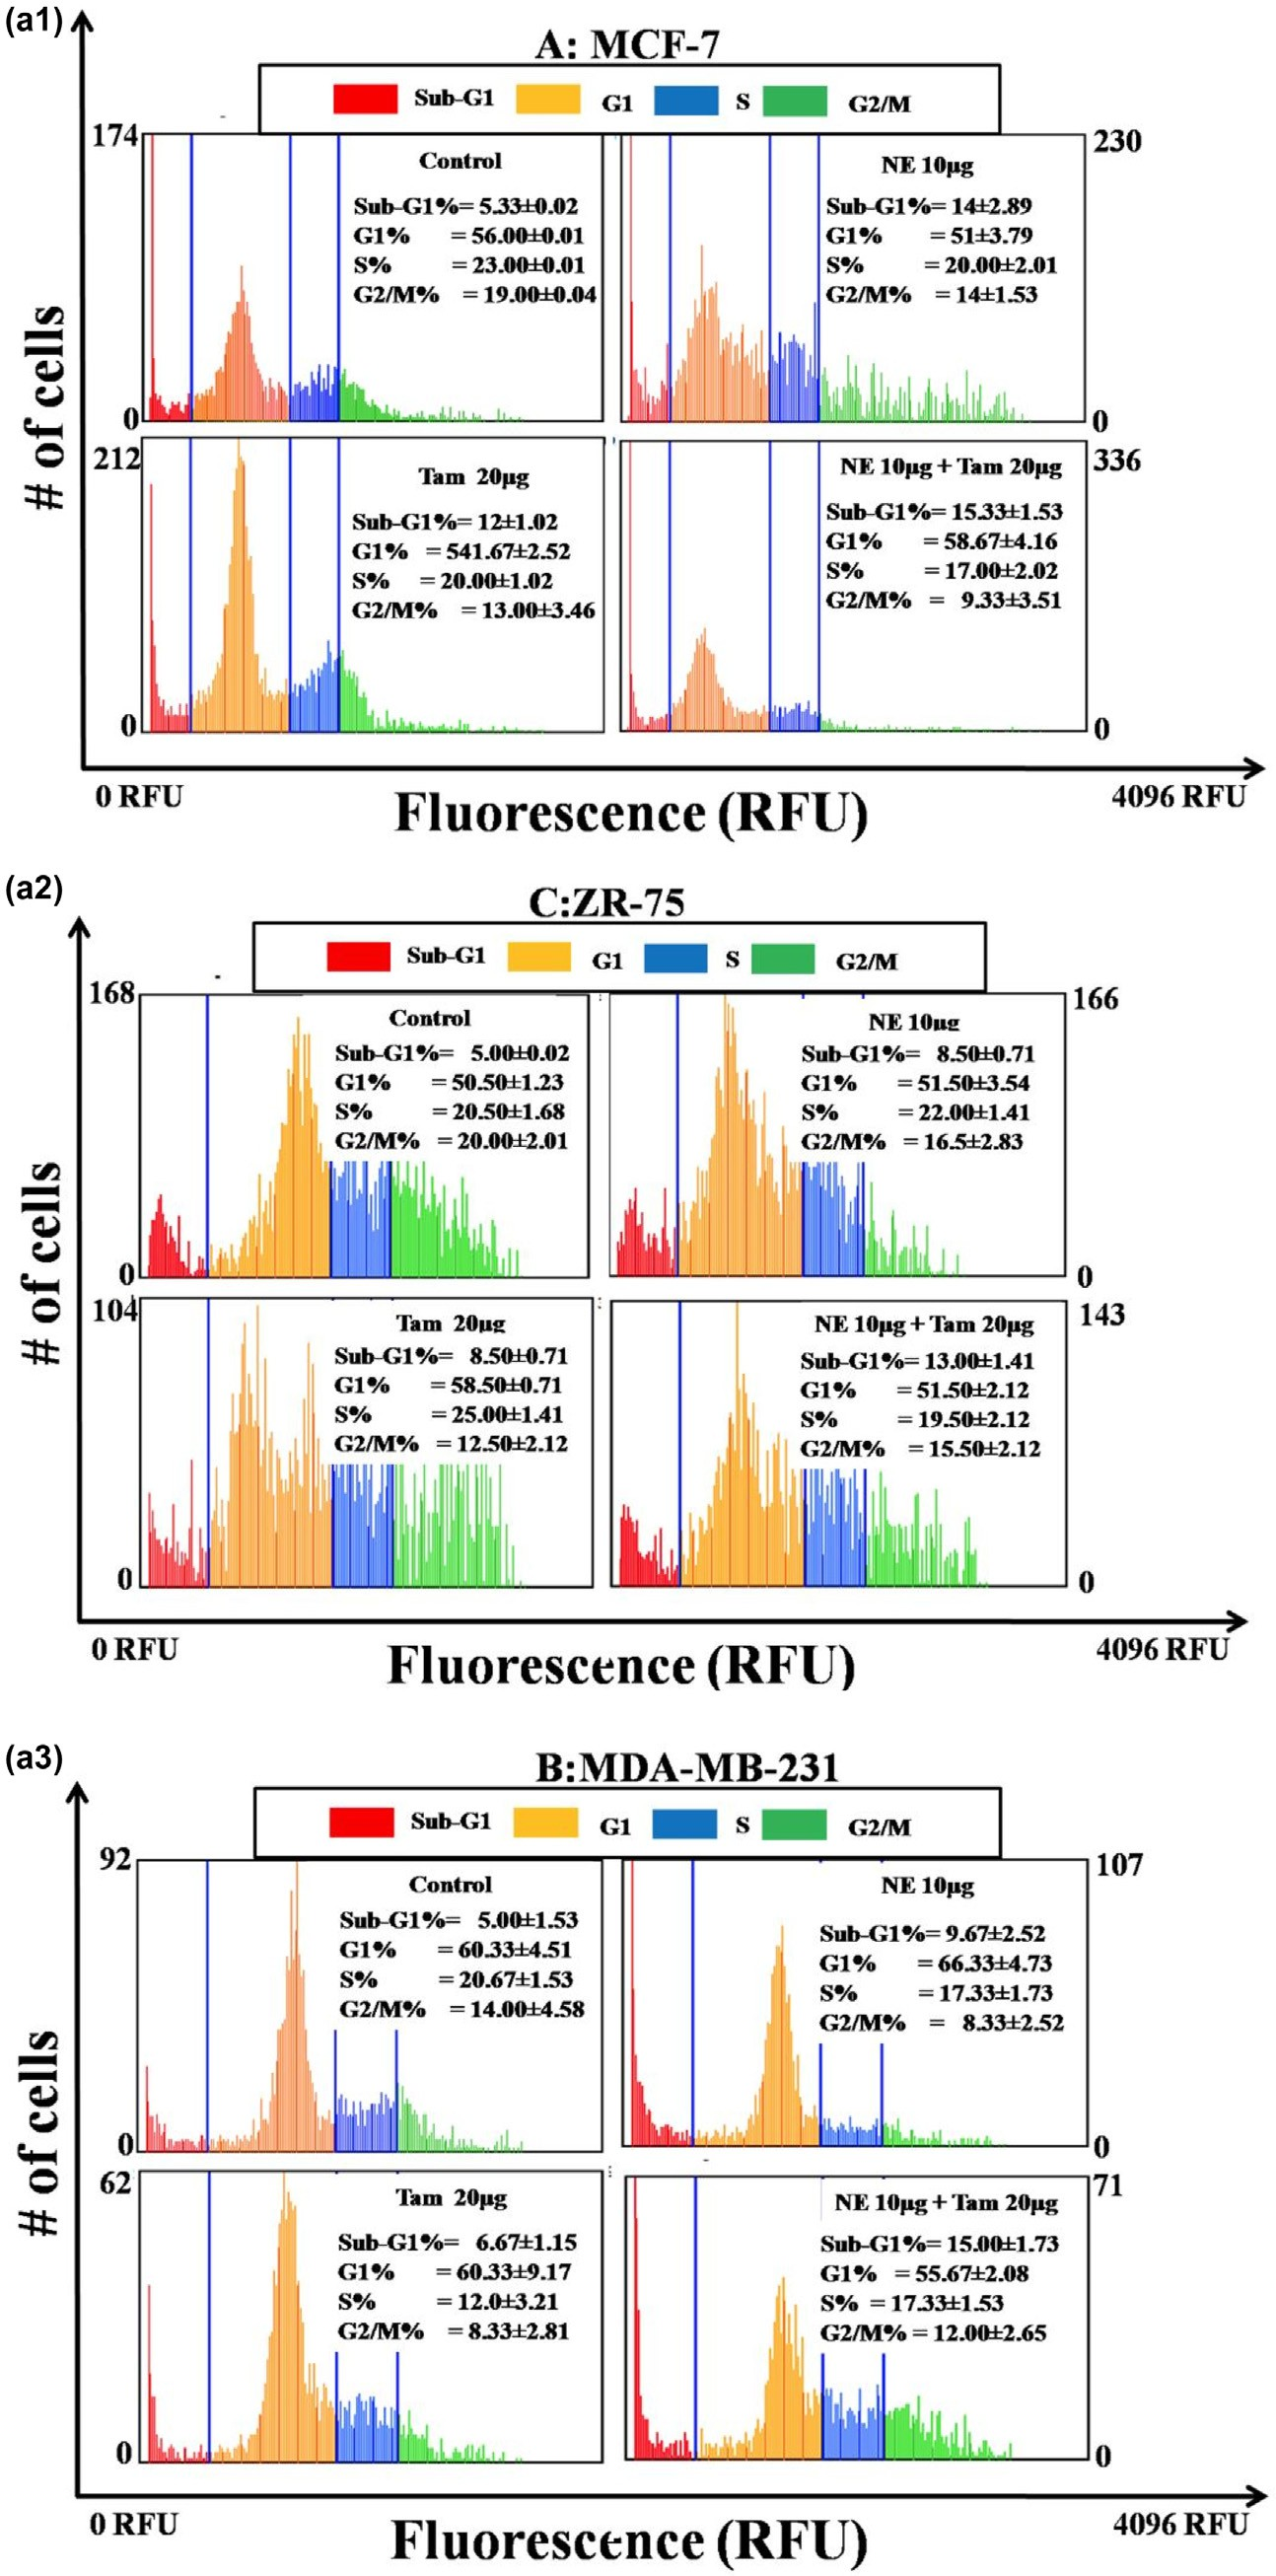 (a1)
A: MCF-7
Sub-G1 G1 S G2/M
174
Control
Sub-G1%= 5.33±0.02
G1% =56.00±0.01
S% =23.00±0.01
G2/M% =19.00±0.04
0
230
NE 10µg
Sub-G1%= 14±2.89
G1% =51±3.79
S% =20.00±2.01
G2/M% =14±1.53
0
212
Tam 20µg
Sub-G1%= 12±1.02
G1% =541.67±2.52
S% =20.00±1.02
G2/M% =13.00±3.46
0
336
NE 10µg+Tam 20µg
Sub-G1%=15.33±1.53
G1% =58.67±4.16
S% =17.00±2.02
G2/M% = 9.33±3.51
0
# of cells
0 RFU
Fluorescence (RFU)
4096 RFU
(a2)
C:ZR-75
Sub-G1 G1 S G2/M
168
Control
Sub-G1%= 5.00±0.02
G1% =50.50±1.23
S% =20.50±1.68
G2/M% =20.00±2.01
0
166
NE 10µg
Sub-G1%= 8.50±0.71
G1% =51.50±3.54
S% =22.00±1.41
G2/M% =16.5±2.83
0
104
Tam 20µg
Sub-G1%= 8.50±0.71
G1% =58.50±0.71
S% =25.00±1.41
G2/M% =12.50±2.12
0
143
NE 10µg+Tam 20µg
Sub-G1%=13.00±1.41
G1% =51.50±2.12
S% =19.50±2.12
G2/M% =15.50±2.12
0
# of cells
0 RFU
Fluorescence (RFU)
4096 RFU
(a3)
B:MDA-MB-231
Sub-G1 G1 S G2/M
92
Control
Sub-G1%= 5.00±1.53
G1% =60.33±4.51
S% =20.67±1.53
G2/M% =14.00±4.58
0
107
NE 10µg
Sub-G1%=9.67±2.52
G1% =66.33±4.73
S% =17.33±1.73
G2/M% = 8.33±2.52
0
62
Tam 20µg
Sub-G1%= 6.67±1.15
G1% =60.33±9.17
S% =12.0±3.21
G2/M% =8.33±2.81
0
71
NE 10µg+Tam 20µg
Sub-G1%=15.00±1.73
G1% =55.67±2.08
S% =17.33±1.53
G2/M%=12.00±2.65
0
# of cells
0 RFU
Fluorescence (RFU)
4096 RFU